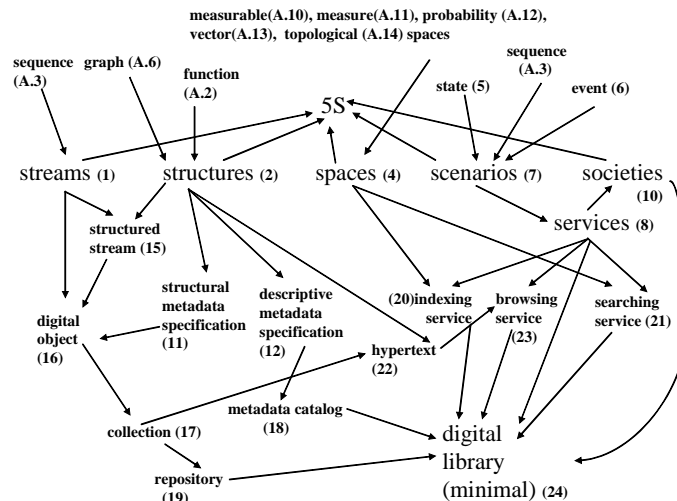 measurable(A.10), measure(A.11), probability (A.12),
vector(A.13), topological (A.14) spaces
sequence
(A.3)
graph (A.6)
function
(A.2)
5S
state (5)
sequence
(A.3)
event (6)
streams (1)
structures (2)
spaces (4)
scenarios (7)
societies
(10)
services (8)
structured
stream (15)
structural
metadata
specification
(11)
descriptive
metadata
specification
(12)
(20)indexing
service
browsing
service
(23)
searching
service (21)
digital
object
(16)
hypertext
(22)
collection (17)
metadata catalog
(18)
repository
(19)
digital
library
(minimal) (24)